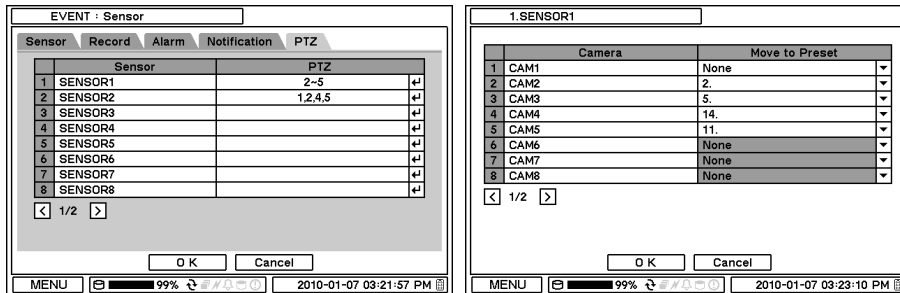 EVENT : Sensor
Sensor Record Alarm Notification PTZ
Sensor PTZ
1 SENSOR1 2~5
2 SENSOR2 1,2,4,5
3 SENSOR3
4 SENSOR4
5 SENSOR5
6 SENSOR6
7 SENSOR7
8 SENSOR8
< 1/2 >
O K Cancel
MENU 99% 2010-01-07 03:21:57 PM
1.SENSOR1
Camera Move to Preset
1 CAM1 None
2 CAM2 2.
3 CAM3 5.
4 CAM4 14.
5 CAM5 11.
6 CAM6 None
7 CAM7 None
8 CAM8 None
< 1/2 >
O K Cancel
MENU 99% 2010-01-07 03:23:10 PM